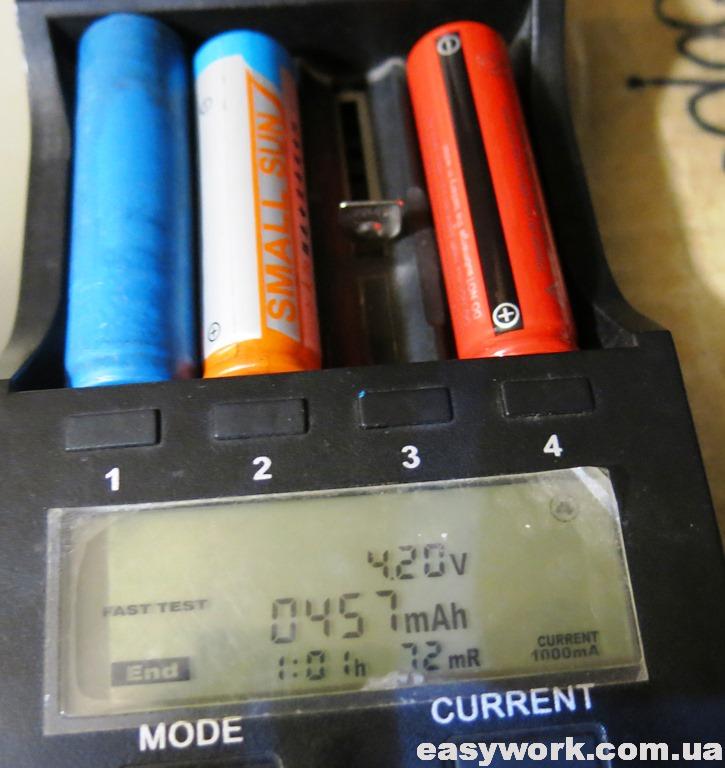 SMALL SUN
1 2 3 4
4.20V
FAST TEST
0457mAh
End
1:01h 72mR
CURRENT
1000mA
MODE
CURRENT
easywork.com.ua